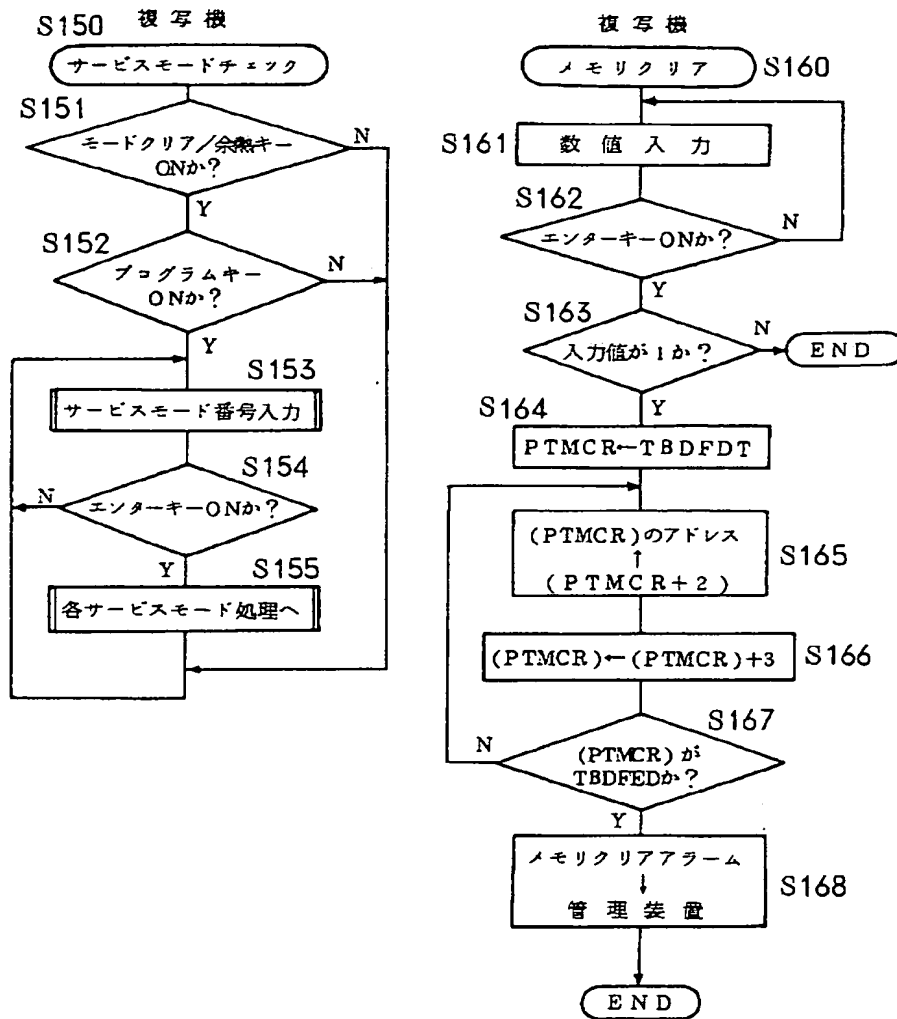 複写機
S150
サービスモードチェック
S151
モードクリア/余熱キー
ONか?
N
Y
S152
プログラムキー
ONか?
N
Y
S153
サービスモード番号入力
S154
エンターキーONか?
N
Y
S155
各サービスモード処理へ
複写機
メモリクリア
S160
S161
数値入力
S162
エンターキーONか?
N
Y
S163
入力値が1か?
N
END
Y
S164
PTMCR←TBDFDT
(PTMCR)のアドレス
↑
(PTMCR+2)
S165
(PTMCR)←(PTMCR)+3
S166
S167
(PTMCR)が
TBDFEDか?
N
Y
メモリクリアアラーム
↓
管理装置
S168
END